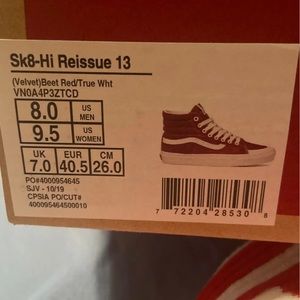 Sk8-Hi Reissue 13
(Velvet)Beet Red/True Wht
VN0A4P3ZTCD
8.0 US MEN
9.5 US WOMEN
UK EUR CM
7.0 40.5 26.0
PO#4000954645
SJV - 10/19
CPSIA PO/CUT#
400095464500010
7 72204 28530 8